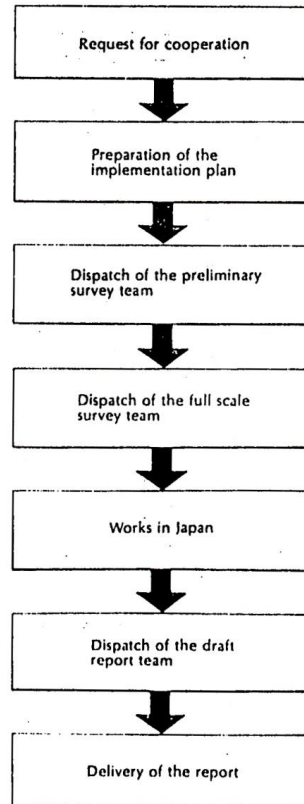 Request for cooperation
Preparation of the
implementation plan
Dispatch of the preliminary
survey team
Dispatch of the full scale
survey team
Works in Japan
Dispatch of the draft
report team
Delivery of the report